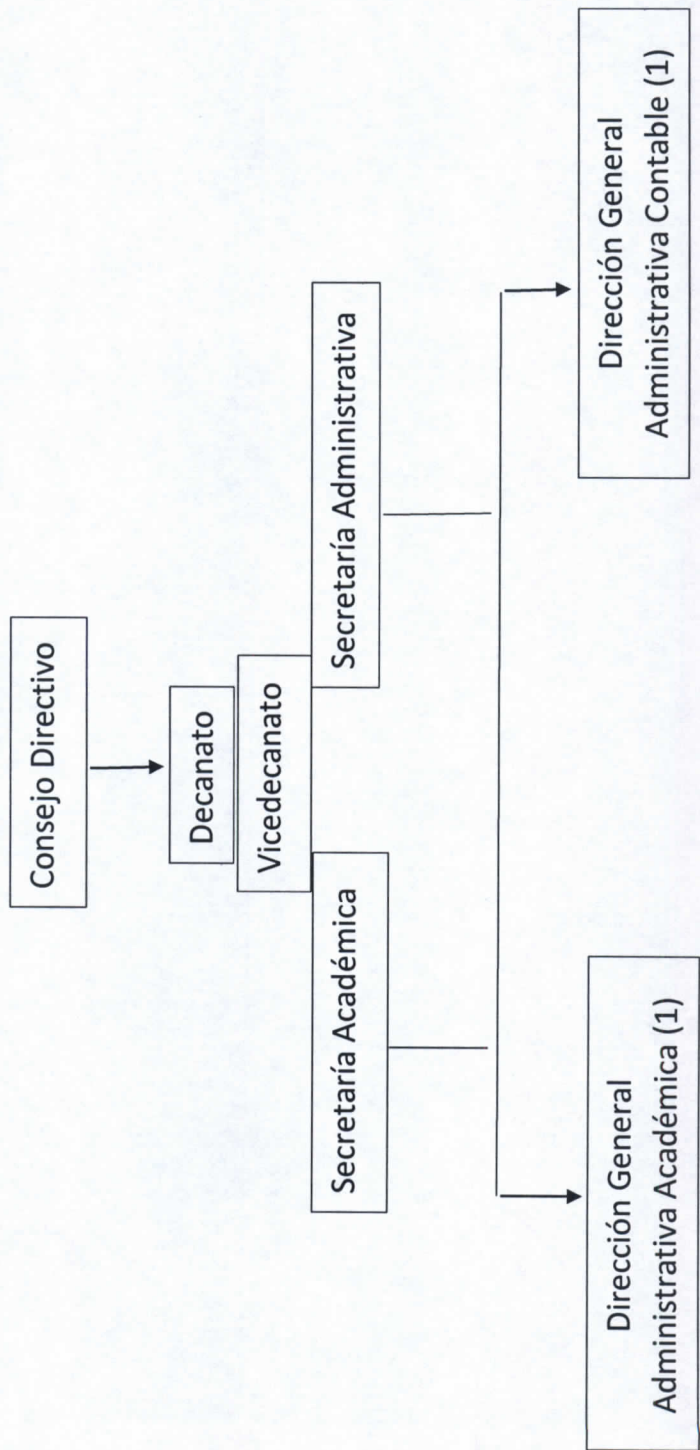 Consejo Directivo
Decanato
Vicedecanato
Secretaría Académica
Secretaría Administrativa
Dirección General
Administrativa Académica (1)
Dirección General
Administrativa Contable (1)